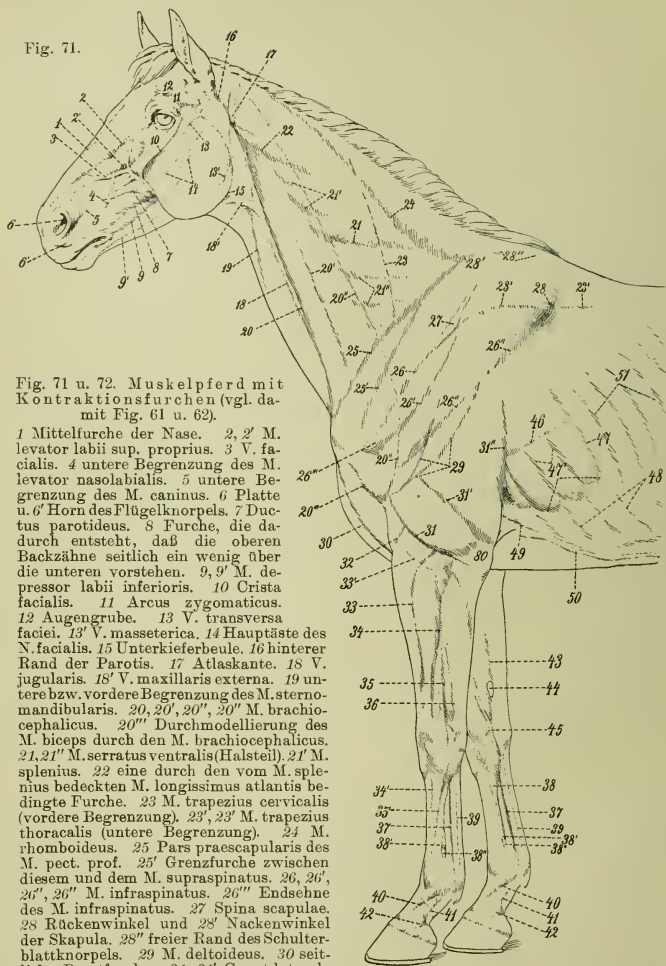 Fig. 71.
Fig. 71 u. 72. Muskelpferd mit
Kontraktionsfurchen (vgl. da-
mit Fig. 61 u. 62).
1 Mittelfurche der Nase. 2, 2' M.
levator labii sup. proprius. 3 V. fa-
cialis. 4 untere Begrenzung des M.
levator nasolabialis. 5 untere Be-
grenzung des M. caninus. 6 Platte
u. 6' Horn des Flügelknorpels. 7 Duc-
tus parotideus. 8 Furche, die da-
durch entsteht, daß die oberen
Backzähne seitlich ein wenig über
die unteren vorstehen. 9, 9' M. de-
pressor labii inferioris. 10 Crista
facialis. 11 Arcus zygomaticus.
12 Augengrube. 13 V. transversa
faciei. 13' V. masseterica. 14 Hauptäste des
N. facialis. 15 Unterkieferbeule. 16 hinterer
Rand der Parotis. 17 Atlaskante. 18 V.
jugularis. 18' V. maxillaris externa. 19 un-
tere bzw. vordere Begrenzung des M. sterno-
mandibularis. 20, 20', 20'', 20'' M. brachio-
cephalicus. 20''' Durchmodellierung des
M. biceps durch den M. brachiocephalicus.
21, 21'' M. serratus ventralis (Halsteil). 21' M.
splenius. 22 eine durch den vom M. sple-
nius bedeckten M. longissimus atlantis be-
dingte Furche. 23 M. trapezius cervicalis
(vordere Begrenzung). 23', 23' M. trapezius
thoracalis (untere Begrenzung). 24 M.
rhomboideus. 25 Pars praescapularis des
M. pect. prof. 25' Grenzfurche zwischen
diesem und dem M. supraspinatus. 26, 26',
26'', 26'' M. infraspinatus. 26''' Endsehne
des M. infraspinatus. 27 Spina scapulae.
28 Rückenwinkel und 28' Nackenwinkel
der Skapula. 28'' freier Rand des Schulter-
blattknorpels. 29 M. deltoideus. 30 seit-